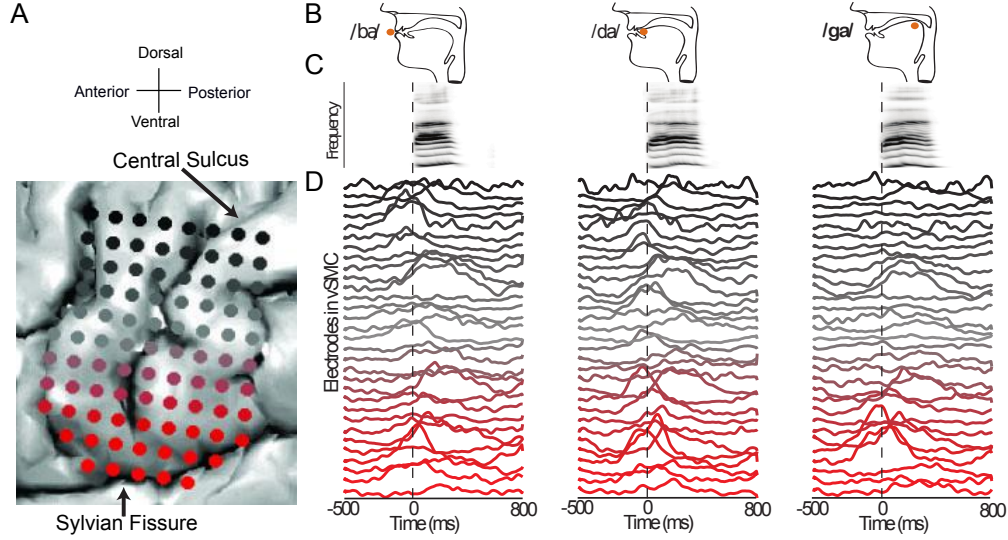 A
Dorsal
Anterior
Posterior
Ventral
Central Sulcus
Sylvian Fissure
B
/ba/
/da/
/ga/
C
Frequency
D
Electrodes in vSMC
-500 0 800
Time (ms)
-500 0 800
Time (ms)
-500 0 800
Time (ms)